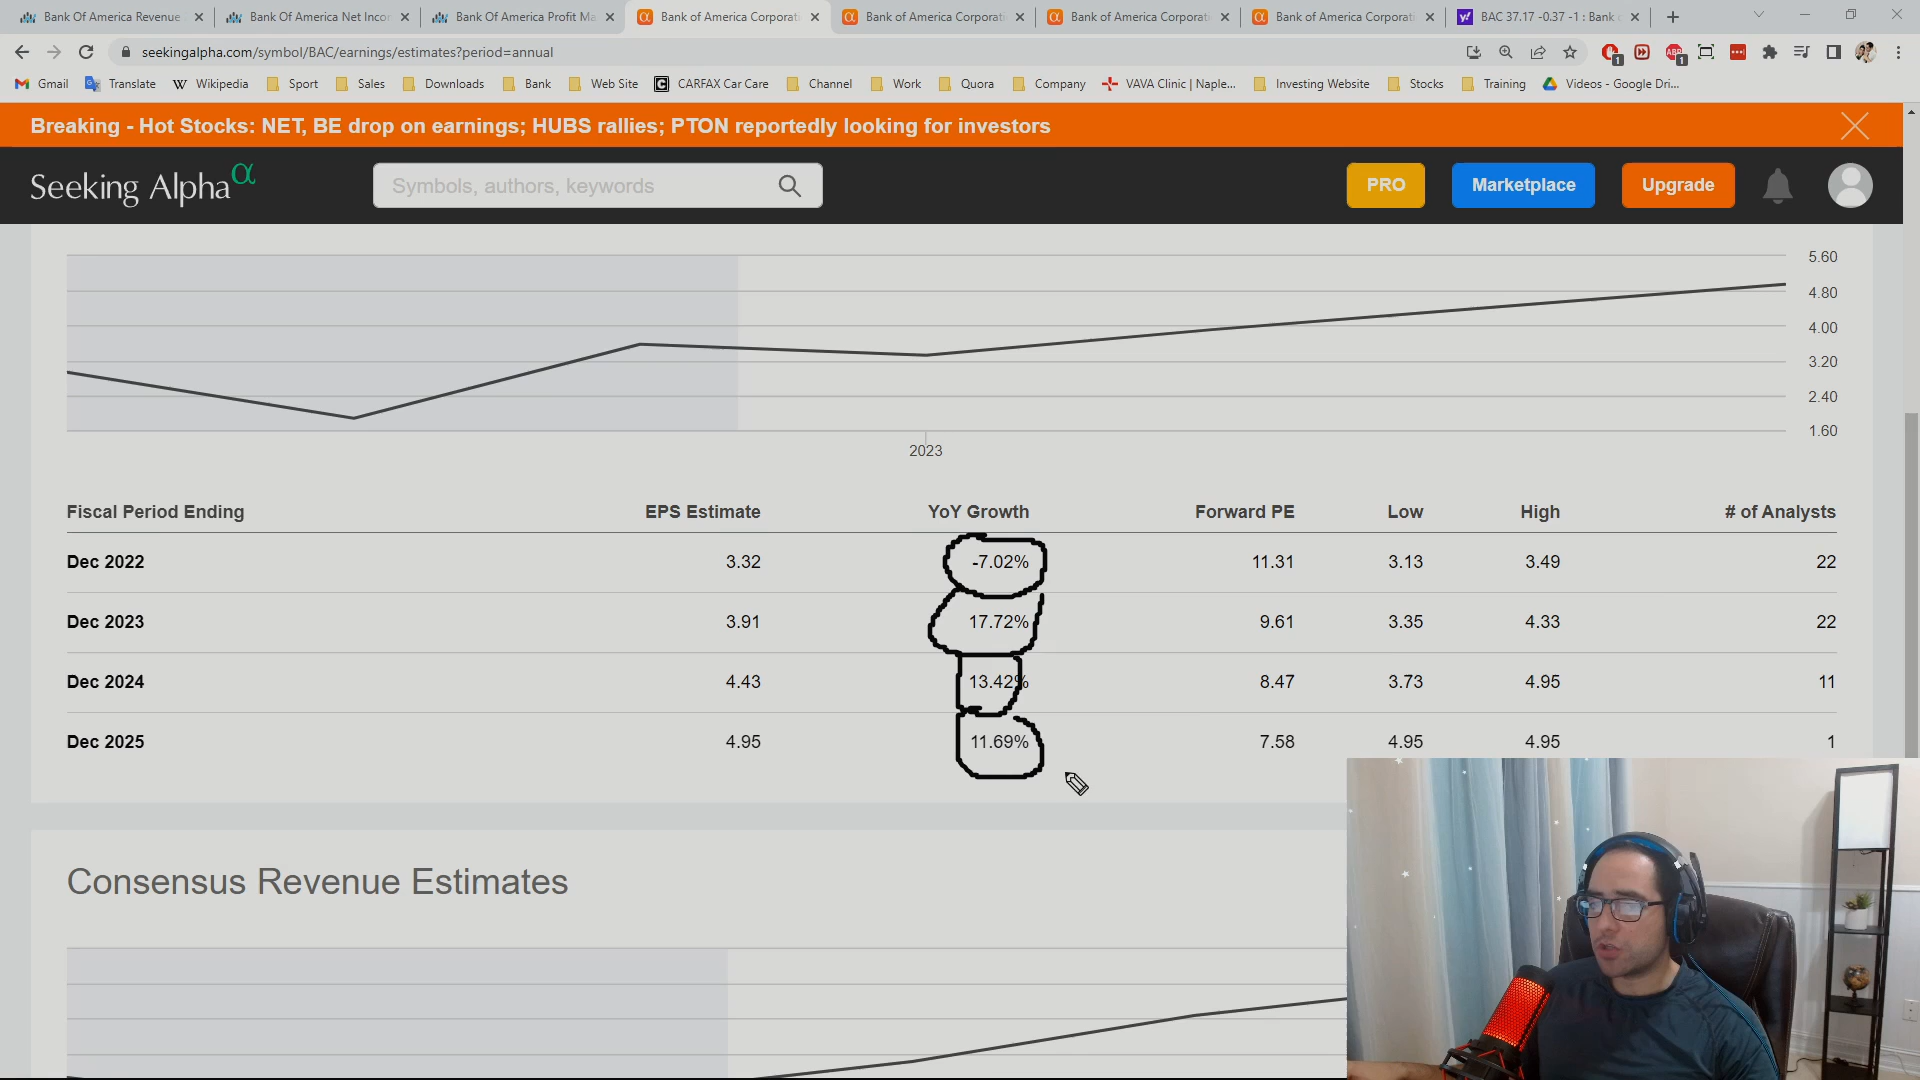 Bank Of America Revenue
Bank Of America Net Incor
Bank Of America Profit Ma
Bank of America Corporati
Bank of America Corporati
Bank of America Corporati
Bank of America Corporati
BAC 37.17 -0.37 -1 : Bank
seekingalpha.com/symbol/BAC/earnings/estimates?period=annual
Gmail Translate Wikipedia Sport Sales Downloads Bank Web Site CARFAX Car Care Channel Work Quora Company VAVA Clinic | Naple... Investing Website Stocks Training Videos - Google Dri...
Breaking - Hot Stocks: NET, BE drop on earnings; HUBS rallies; PTON reportedly looking for investors
Seeking Alpha α
Symbols, authors, keywords
PRO Marketplace Upgrade
5.60
4.80
4.00
3.20
2.40
1.60
2023
Fiscal Period Ending EPS Estimate YoY Growth Forward PE Low High # of Analysts
Dec 2022 3.32 -7.02% 11.31 3.13 3.49 22
Dec 2023 3.91 17.72% 9.61 3.35 4.33 22
Dec 2024 4.43 13.42% 8.47 3.73 4.95 11
Dec 2025 4.95 11.69% 7.58 4.95 4.95 1
Consensus Revenue Estimates